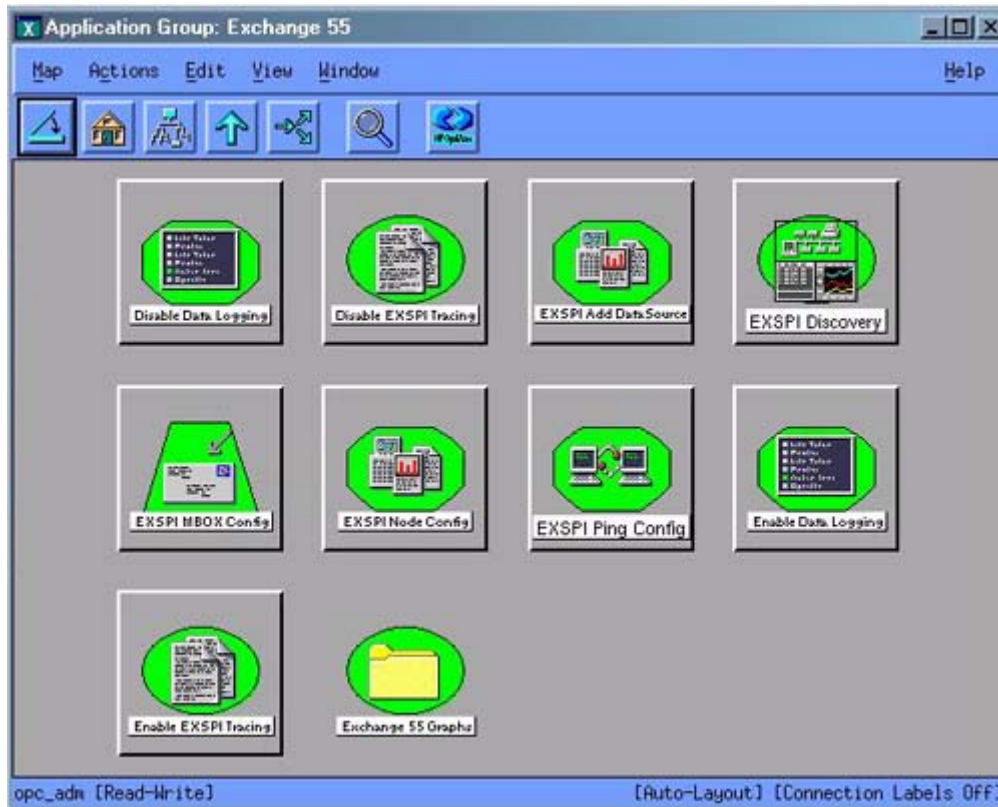 Application Group: Exchange 55
Map Actions Edit View Window Help
HP OpenView
Disable Data Logging
Disable EXSPI Tracing
EXSPI Add DataSource
EXSPI Discovery
EXSPI MBOX Config
EXSPI Node Config
EXSPI Ping Config
Enable Data Logging
Enable EXSPI Tracing
Exchange 55 Graphs
opc_adm [Read-Write] [Auto-Layout] [Connection Labels Off]